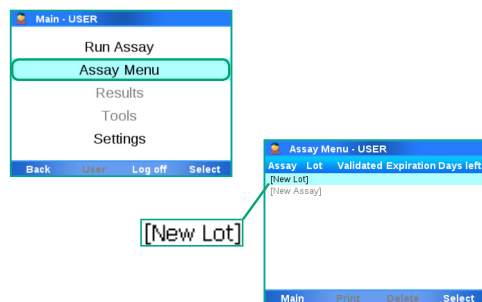 Main - USER
Run Assay
Assay Menu
Results
Tools
Settings
Back User Log off Select
Assay Menu - USER
Assay Lot Validated Expiration Days left
[New Lot]
[New Assay]
[New Lot]
Main Print Delete Select